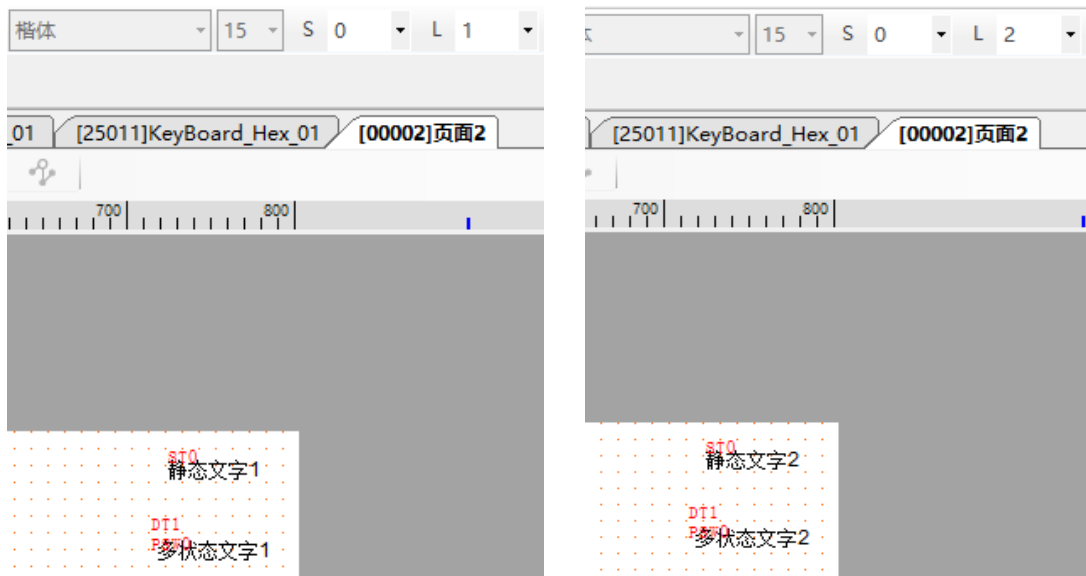 楷体 15 S 0 L 1
_01 [25011]KeyBoard_Hex_01 [00002]页面2
700 800
ST0
静态文字1
DT1
多状态文字1
15 S 0 L 2
[25011]KeyBoard_Hex_01 [00002]页面2
700 800
ST0
静态文字2
DT1
多状态文字2